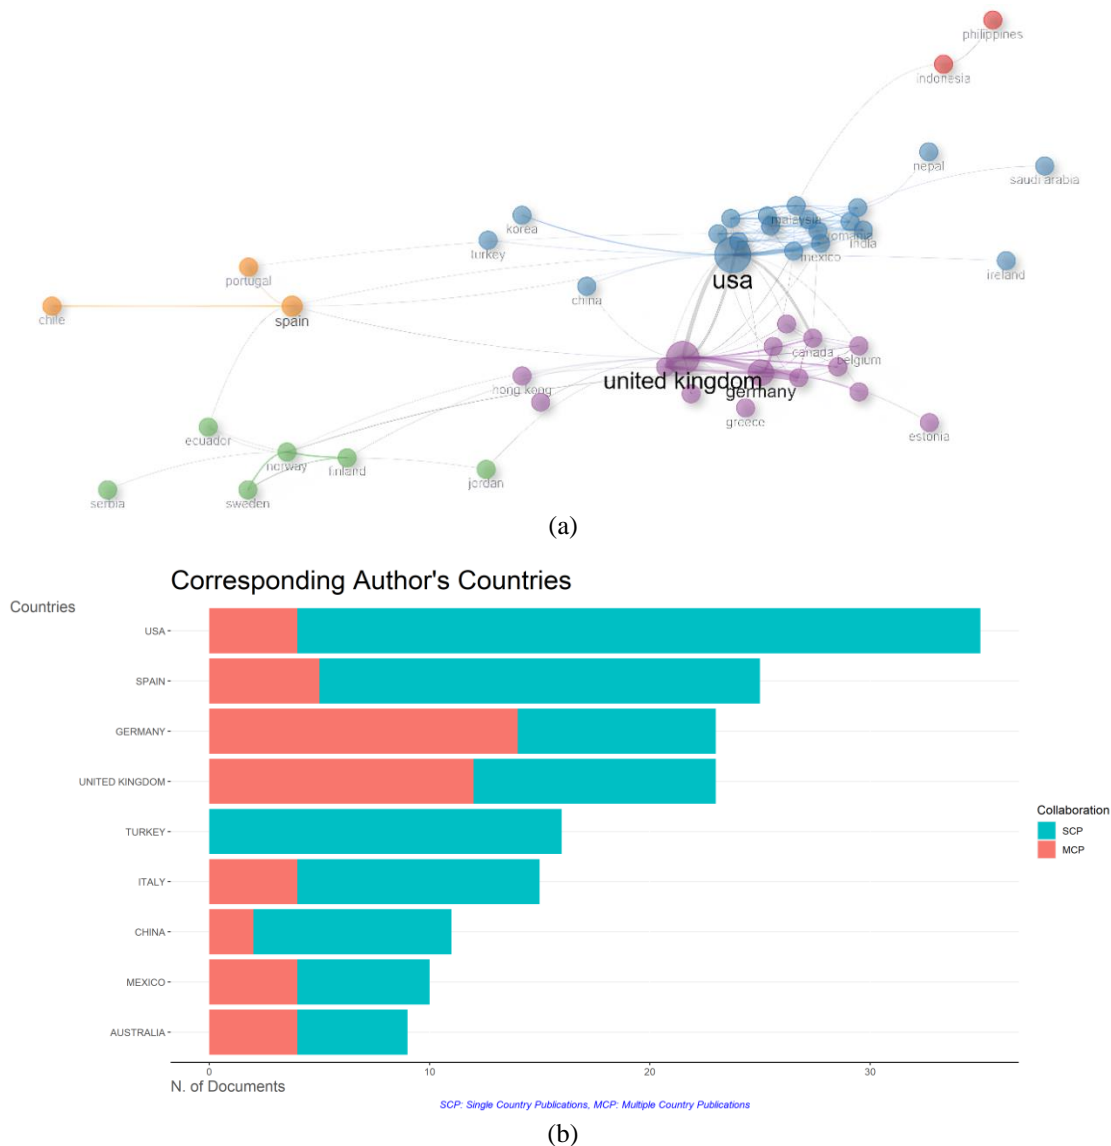 philippines
indonesia
nepal
saudi arabia
korea
malaysia
romania
india
turkey
mexico
portugal
usa
ireland
china
chile
spain
canada
belgium
hong kong
united kingdom
germany
greece
estonia
ecuador
norway
finland
jordan
serbia
sweden
(a)
Corresponding Author's Countries
Countries
USA
SPAIN
GERMANY
UNITED KINGDOM
TURKEY
ITALY
CHINA
MEXICO
AUSTRALIA
Collaboration
SCP
MCP
0 10 20 30
N. of Documents
SCP: Single Country Publications, MCP: Multiple Country Publications
(b)